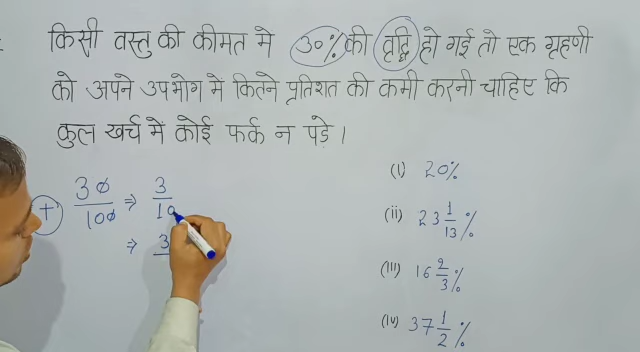 किसी वस्तु की कीमत मे 30% की वृद्धि हो गई तो एक ग्रहणी
को अपने उपभोग मे कितने प्रतिशत की कमी करनी चाहिए कि
कुल खर्च में कोई फर्क न पड़े।
(i) 20%
(ii) 23 1/13 %
(iii) 16 2/3 %
(iv) 37 1/2 %
+ 30/100 ⇒ 3/10
⇒ 3